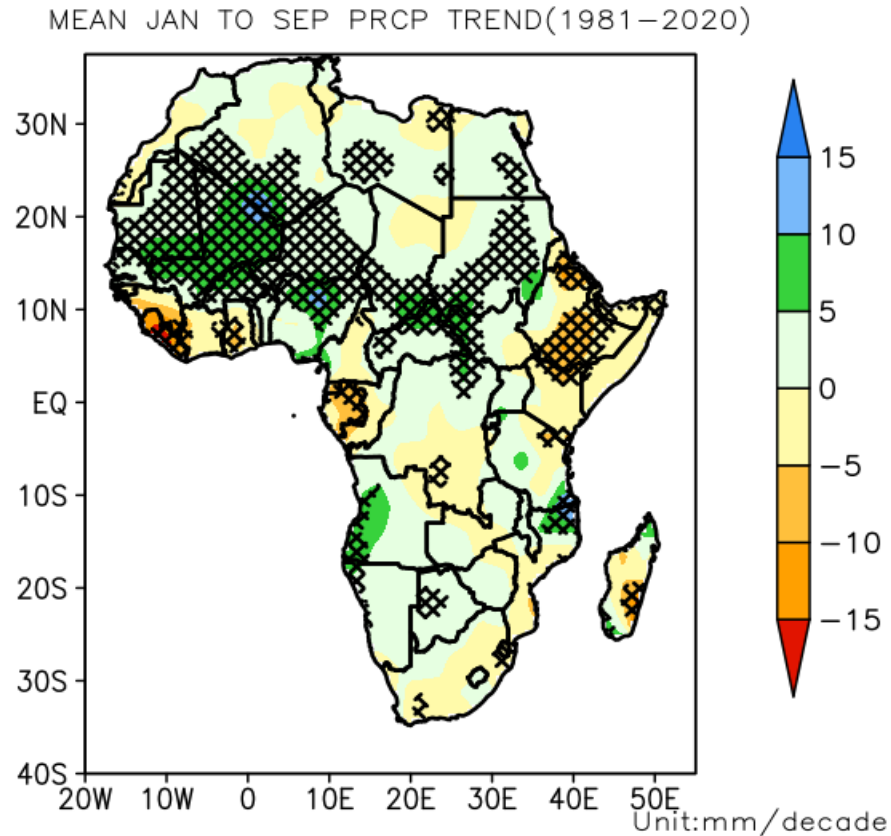 MEAN JAN TO SEP PRCP TREND(1981−2020)
30N
20N
10N
EQ
10S
20S
30S
40S
20W 10W 0 10E 20E 30E 40E 50E
15
10
5
0
−5
−10
−15
Unit:mm/decade